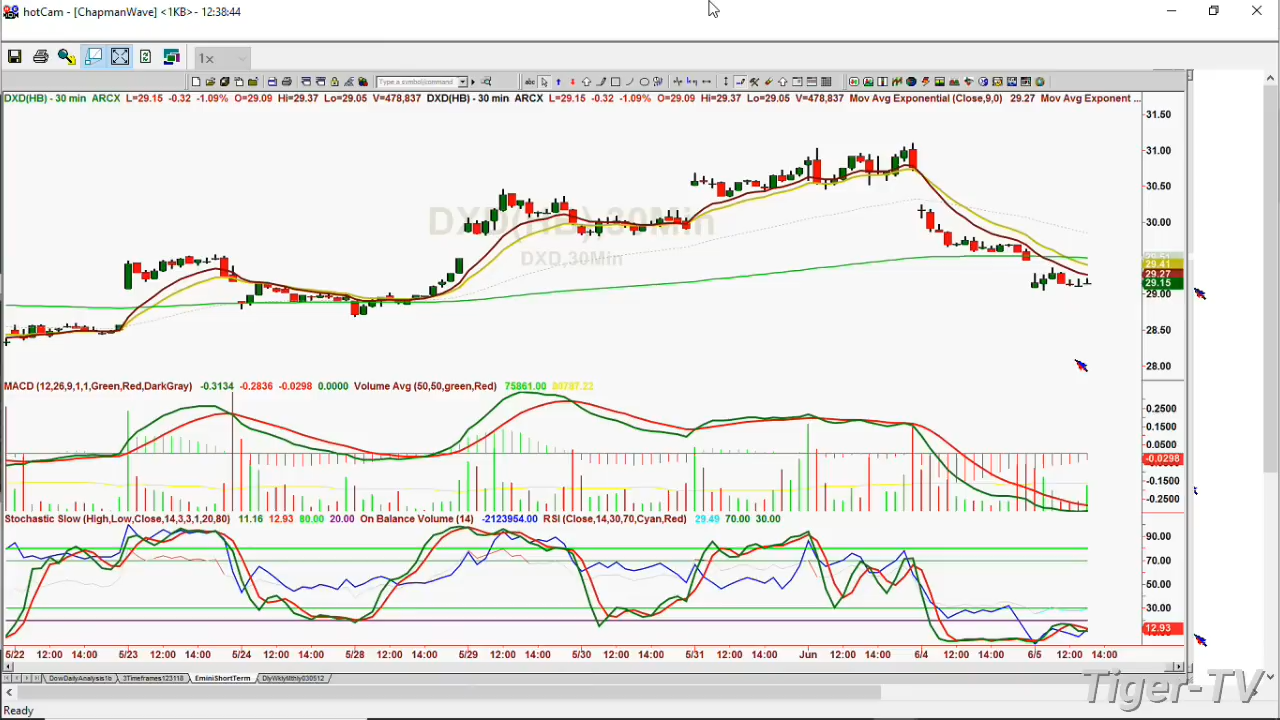 hotCam - [ChapmanWave] <1KB> - 12:38:44
1x
Type a symbol/command
DXD(HB) - 30 min ARCX L=29.15 -0.32 -1.09% O=29.09 Hi=29.37 Lo=29.05 V=478,837 DXD(HB) - 30 min ARCX L=29.15 -0.32 -1.09% O=29.09 Hi=29.37 Lo=29.05 V=478,837 Mov Avg Exponential (Close,9,0) 29.27 Mov Avg Exponent ...
31.50
31.00
30.50
DXD(HB),30Min
30.00
DXD,30Min
29.41
29.27
29.15
29.00
28.50
28.00
MACD (12,26,9,1,1,Green,Red,DarkGray) -0.3134 -0.2836 -0.0298 0.0000 Volume Avg (50,50,green,Red) 75861.00 80787.22
0.2500
0.1500
0.0500
-0.0298
-0.1500
-0.2500
Stochastic Slow (High,Low,Close,14,3,3,1,20,80) 11.16 12.93 80.00 20.00 On Balance Volume (14) -2123954.00 RSI (Close,14,30,70,Cyan,Red) 29.49 70.00 30.00
90.00
70.00
50.00
30.00
12.93
5/22 12:00 14:00 5/23 12:00 14:00 5/24 12:00 14:00 5/28 12:00 14:00 5/29 12:00 14:00 5/30 12:00 14:00 5/31 12:00 14:00 Jun 12:00 14:00 6/4 12:00 14:00 6/5 12:00 14:00
DowDailyAnalysis1b 3Timeframes123118 EminiShortTerm DlyWklyMthly030512
Tiger-TV
Ready